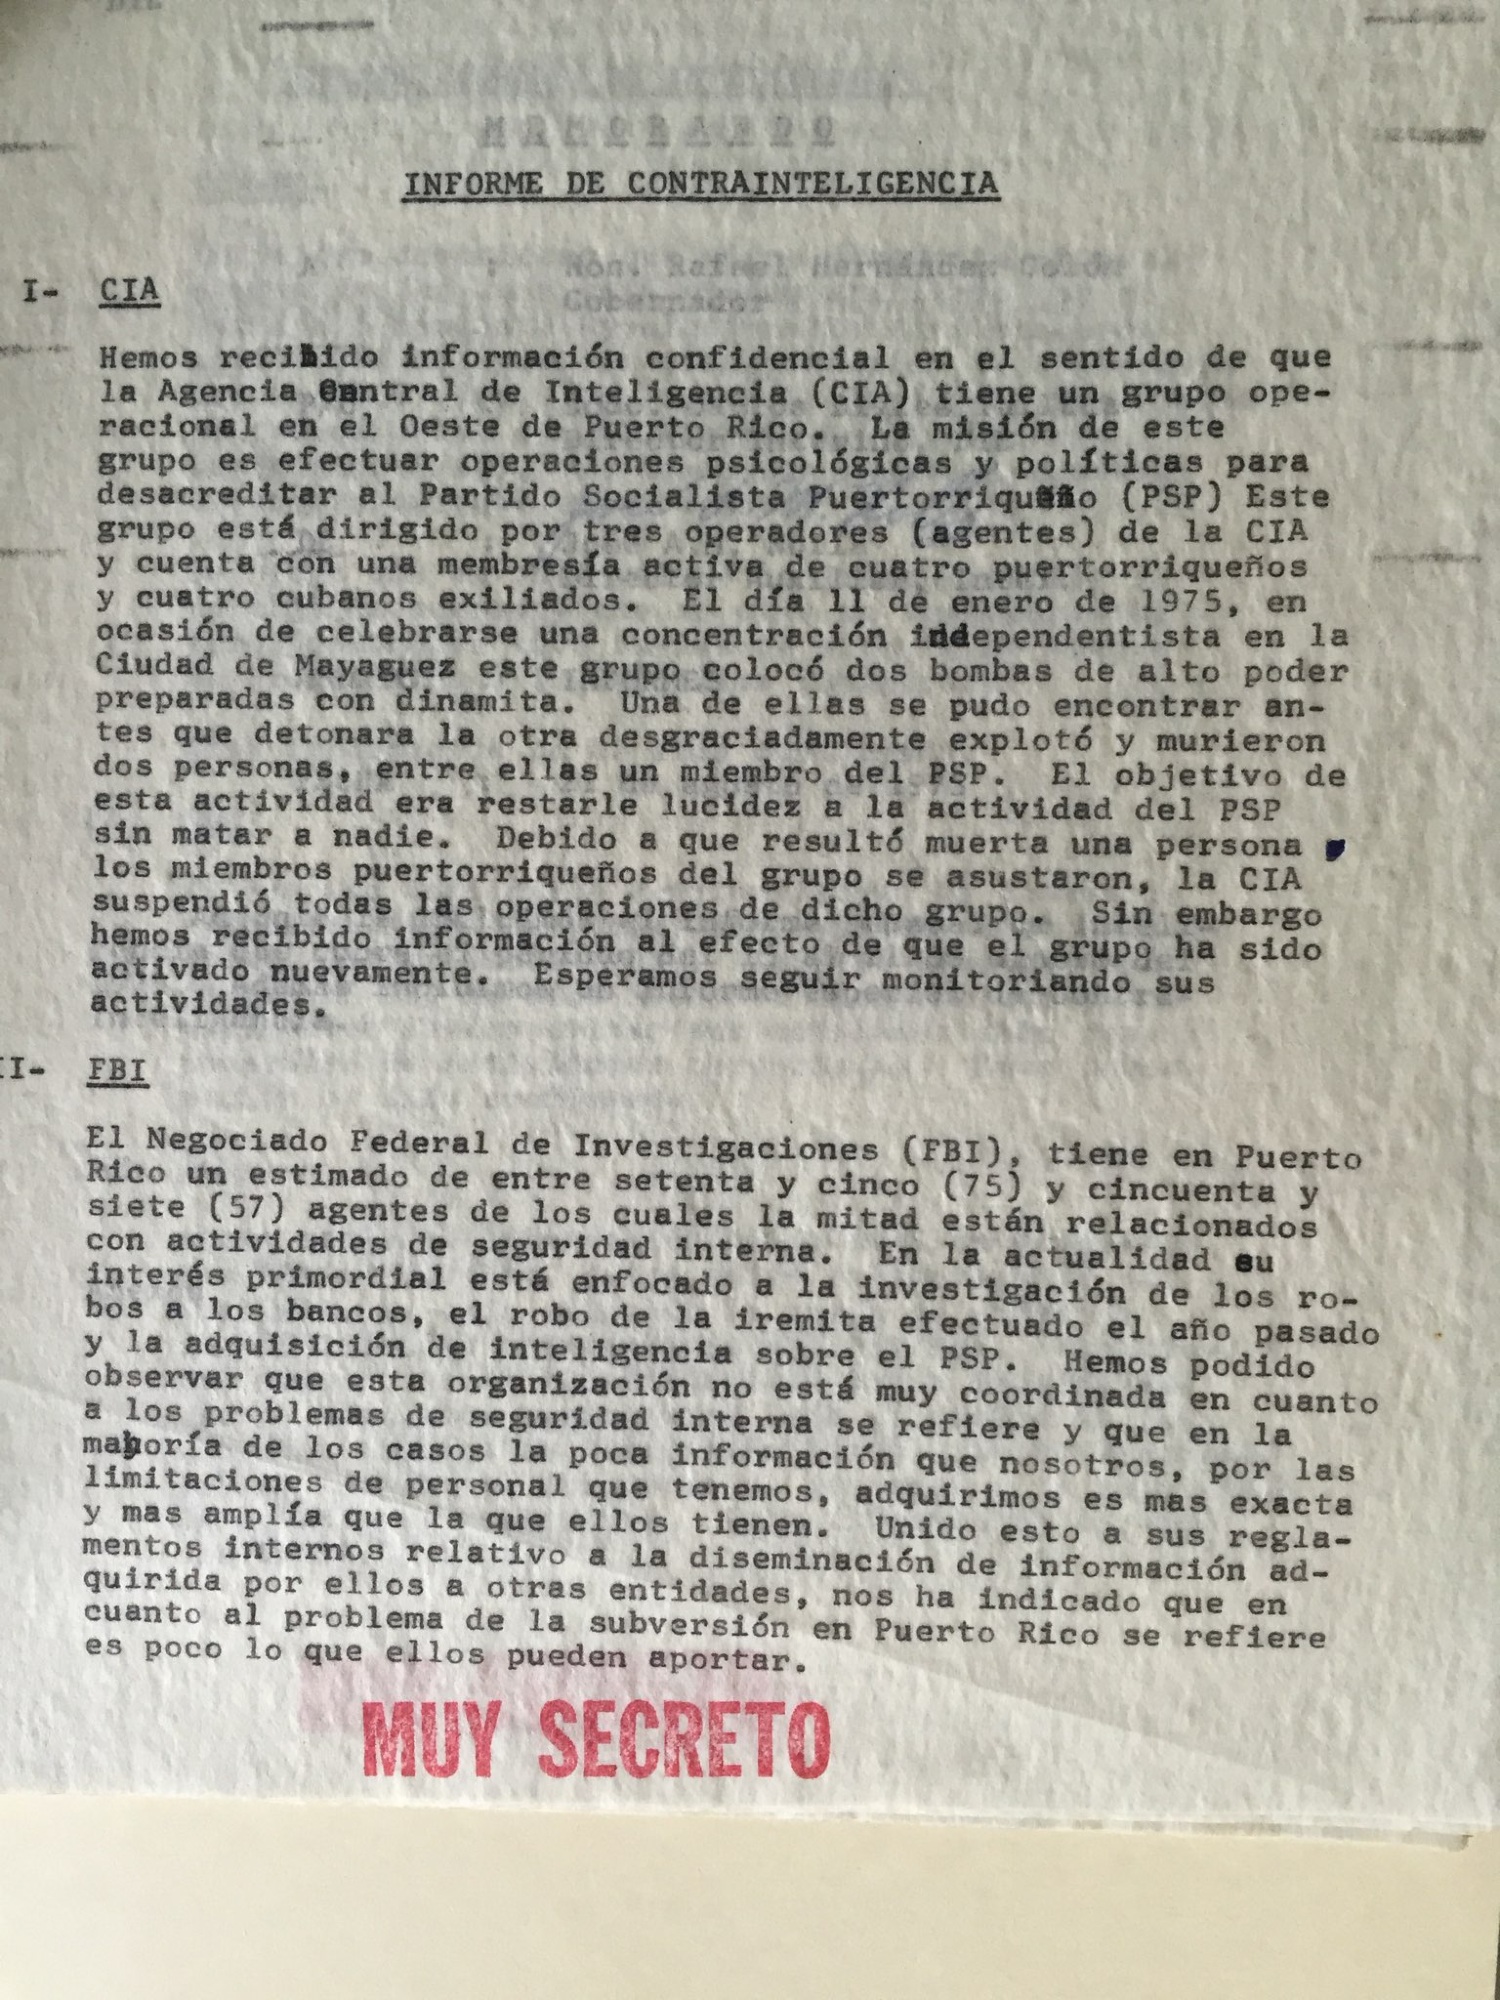 MEMORANDO
INFORME DE CONTRAINTELIGENCIA
A : Hon. Rafael Hernández Colón
Gobernador
I- CIA
Hemos recibido información confidencial en el sentido de que
la Agencia Central de Inteligencia (CIA) tiene un grupo ope-
racional en el Oeste de Puerto Rico. La misión de este
grupo es efectuar operaciones psicológicas y políticas para
desacreditar al Partido Socialista Puertorriqueño (PSP) Este
grupo está dirigido por tres operadores (agentes) de la CIA
y cuenta con una membresía activa de cuatro puertorriqueños
y cuatro cubanos exiliados. El día 11 de enero de 1975, en
ocasión de celebrarse una concentración independentista en la
Ciudad de Mayaguez este grupo colocó dos bombas de alto poder
preparadas con dinamita. Una de ellas se pudo encontrar an-
tes que detonara la otra desgraciadamente explotó y murieron
dos personas, entre ellas un miembro del PSP. El objetivo de
esta actividad era restarle lucidez a la actividad del PSP
sin matar a nadie. Debido a que resultó muerta una persona ,
los miembros puertorriqueños del grupo se asustaron, la CIA
suspendió todas las operaciones de dicho grupo. Sin embargo
hemos recibido información al efecto de que el grupo ha sido
activado nuevamente. Esperamos seguir monitoriando sus
actividades.
II- FBI
El Negociado Federal de Investigaciones (FBI), tiene en Puerto
Rico un estimado de entre setenta y cinco (75) y cincuenta y
siete (57) agentes de los cuales la mitad están relacionados
con actividades de seguridad interna. En la actualidad su
interés primordial está enfocado a la investigación de los ro-
bos a los bancos, el robo de la iremita efectuado el año pasado
y la adquisición de inteligencia sobre el PSP. Hemos podido
observar que esta organización no está muy coordinada en cuanto
a los problemas de seguridad interna se refiere y que en la
mayoría de los casos la poca información que nosotros, por las
limitaciones de personal que tenemos, adquirimos es mas exacta
y mas amplía que la que ellos tienen. Unido esto a sus regla-
mentos internos relativo a la diseminación de información ad-
quirida por ellos a otras entidades, nos ha indicado que en
cuanto al problema de la subversión en Puerto Rico se refiere
es poco lo que ellos pueden aportar.
MUY SECRETO